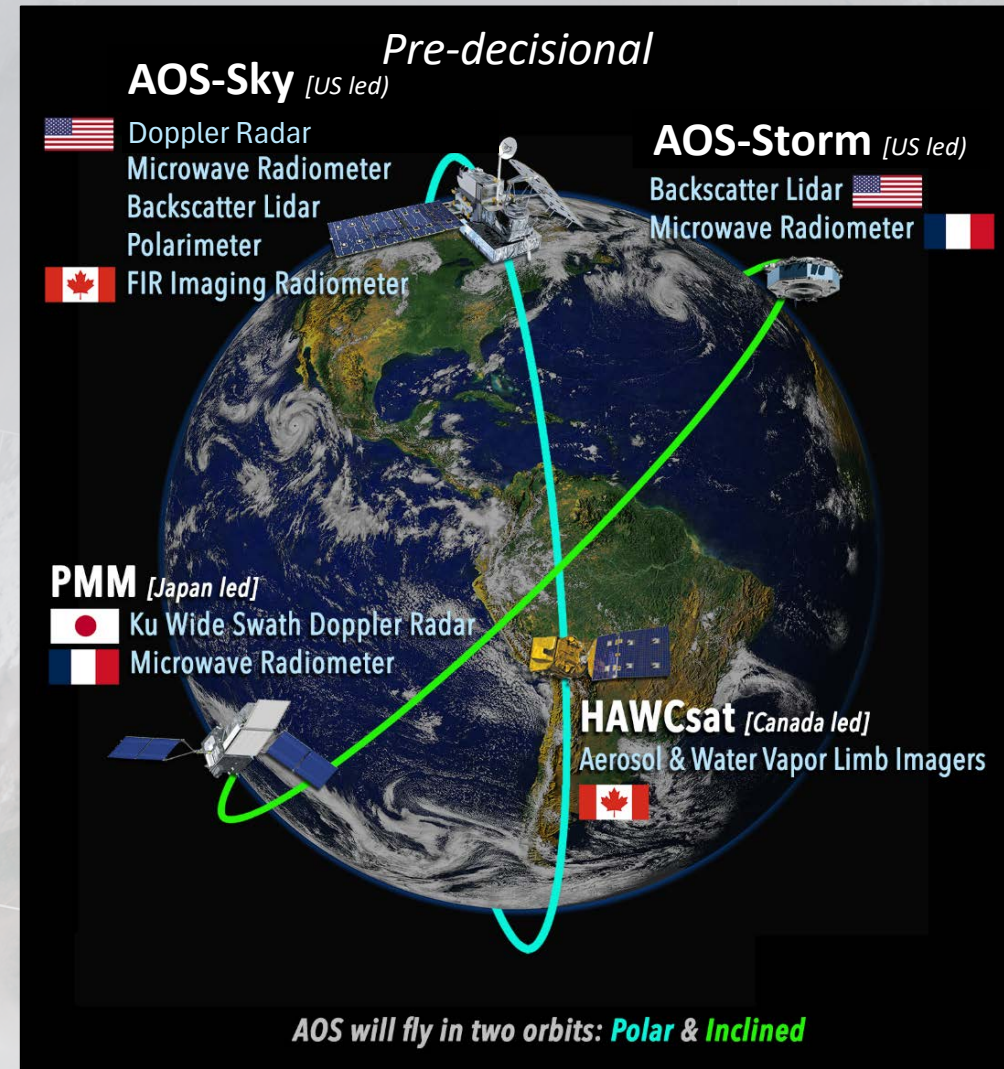 Pre-decisional
AOS-Sky [US led)
Doppler Radar
Microwave Radiometer
Backscatter Lidar
Polarimeter
FIR Imaging Radiometer
AOS-Storm [US led)
Backscatter Lidar
Microwave Radiometer
PMM [Japan led]
Ku Wide Swath Doppler Radar
Microwave Radiometer
HAWCsat [Canada led]
Aerosol & Water Vapor Limb Imagers
AOS will fly in two orbits: Polar & Inclined